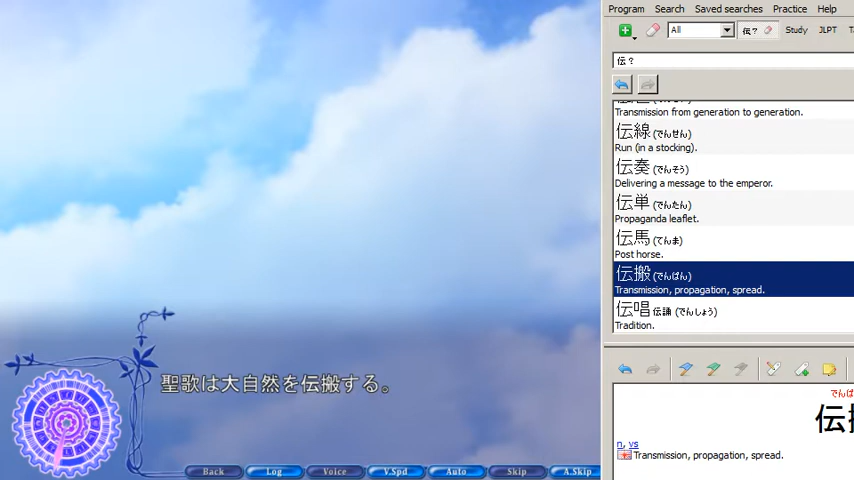 Program Search Saved searches Practice Help
All 伝? Study JLPT
伝?
Transmission from generation to generation.
伝線 (でんせん)
Run (in a stocking).
伝奏 (でんそう)
Delivering a message to the emperor.
伝単 (でんたん)
Propaganda leaflet.
伝馬 (てんま)
Post horse.
伝搬 (でんぱん)
Transmission, propagation, spread.
伝唱 伝誦 (でんしょう)
Tradition.
でんぱ
伝
n, vs
Transmission, propagation, spread.
聖歌は大自然を伝搬する。
Back Log Voice V.Spd Auto Skip A.Skip